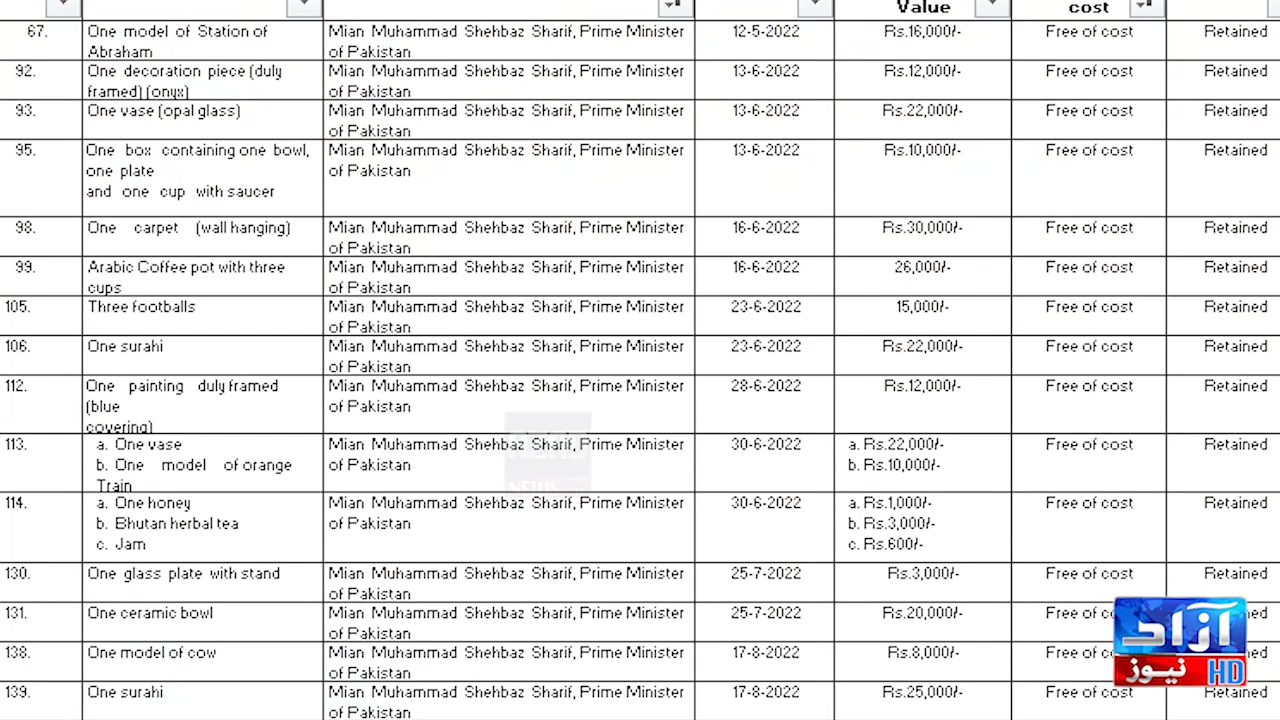 Value cost
67. One model of Station of Mian Muhammad Shehbaz Sharif, Prime Minister 12-5-2022 Rs.16,000/- Free of cost Retained
Abraham of Pakistan
92. One decoration piece (duly Mian Muhammad Shehbaz Sharif, Prime Minister 13-6-2022 Rs.12,000/- Free of cost Retained
framed) (onyx) of Pakistan
93. One vase (opal glass) Mian Muhammad Shehbaz Sharif, Prime Minister 13-6-2022 Rs.22,000/- Free of cost Retained
of Pakistan
95. One box containing one bowl, Mian Muhammad Shehbaz Sharif, Prime Minister 13-6-2022 Rs.10,000/- Free of cost Retained
one plate of Pakistan
and one cup with saucer
98. One carpet (wall hanging) Mian Muhammad Shehbaz Sharif, Prime Minister 16-6-2022 Rs.30,000/- Free of cost Retained
of Pakistan
99. Arabic Coffee pot with three Mian Muhammad Shehbaz Sharif, Prime Minister 16-6-2022 26,000/- Free of cost Retained
cups of Pakistan
105. Three footballs Mian Muhammad Shehbaz Sharif, Prime Minister 23-6-2022 15,000/- Free of cost Retained
of Pakistan
106. One surahi Mian Muhammad Shehbaz Sharif, Prime Minister 23-6-2022 Rs.22,000/- Free of cost Retained
of Pakistan
112. One painting duly framed Mian Muhammad Shehbaz Sharif, Prime Minister 28-6-2022 Rs.12,000/- Free of cost Retained
(blue of Pakistan
covering)
113. a. One vase Mian Muhammad Shehbaz Sharif, Prime Minister 30-6-2022 a. Rs.22,000/- Free of cost Retained
b. One model of orange of Pakistan b. Rs.10,000/-
Train
114. a. One honey Mian Muhammad Shehbaz Sharif, Prime Minister 30-6-2022 a. Rs.1,000/- Free of cost Retained
b. Bhutan herbal tea of Pakistan b. Rs.3,000/-
c. Jam c. Rs.600/-
130. One glass plate with stand Mian Muhammad Shehbaz Sharif, Prime Minister 25-7-2022 Rs.3,000/- Free of cost Retained
of Pakistan
131. One ceramic bowl Mian Muhammad Shehbaz Sharif, Prime Minister 25-7-2022 Rs.20,000/- Free of
of Pakistan
138. One model of cow Mian Muhammad Shehbaz Sharif, Prime Minister 17-8-2022 Rs.8,000/- Free of
of Pakistan
139. One surahi Mian Muhammad Shehbaz Sharif, Prime Minister 17-8-2022 Rs.25,000/- Free of cost Retained
of Pakistan
آزاد
نیوز HD